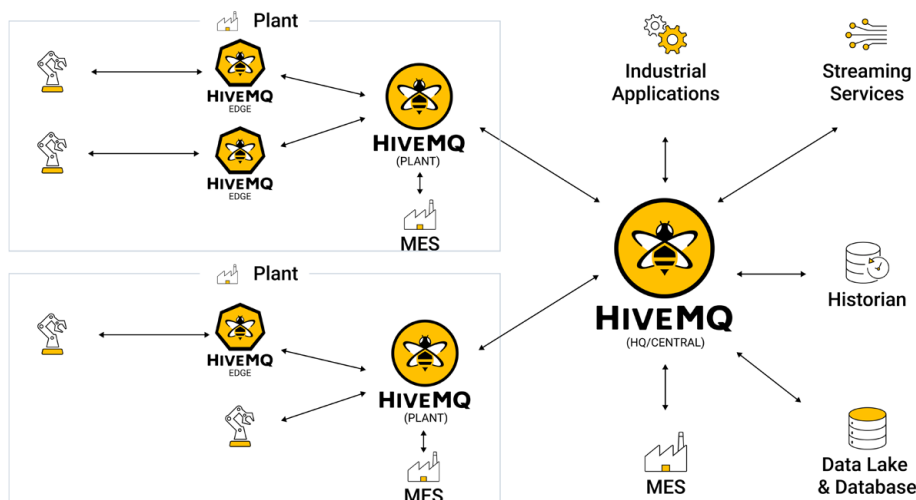 Plant
HIVEMQ
EDGE
HIVEMQ
EDGE
HIVEMQ
(PLANT)
MES
Plant
HIVEMQ
EDGE
HIVEMQ
(PLANT)
MES
Industrial
Applications
Streaming
Services
HIVEMQ
(HQ/CENTRAL)
Historian
MES
Data Lake
& Database